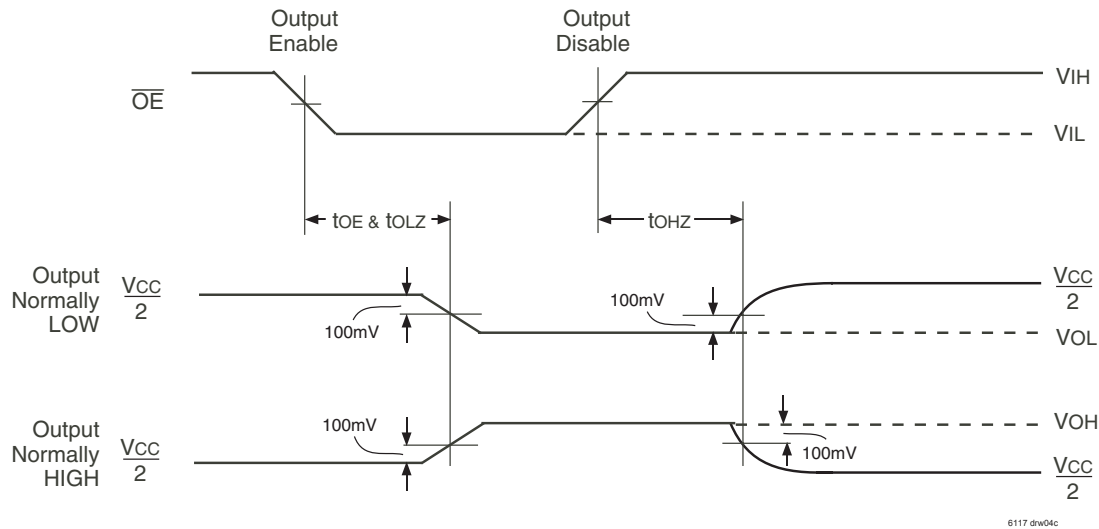 Output
Enable
Output
Disable
OE
VIH
VIL
tOE & tOLZ
tOHZ
Output
Normally
LOW
VCC
2
100mV
100mV
VCC
2
VOL
Output
Normally
HIGH
VCC
2
100mV
100mV
VOH
VCC
2
6117 drw04c